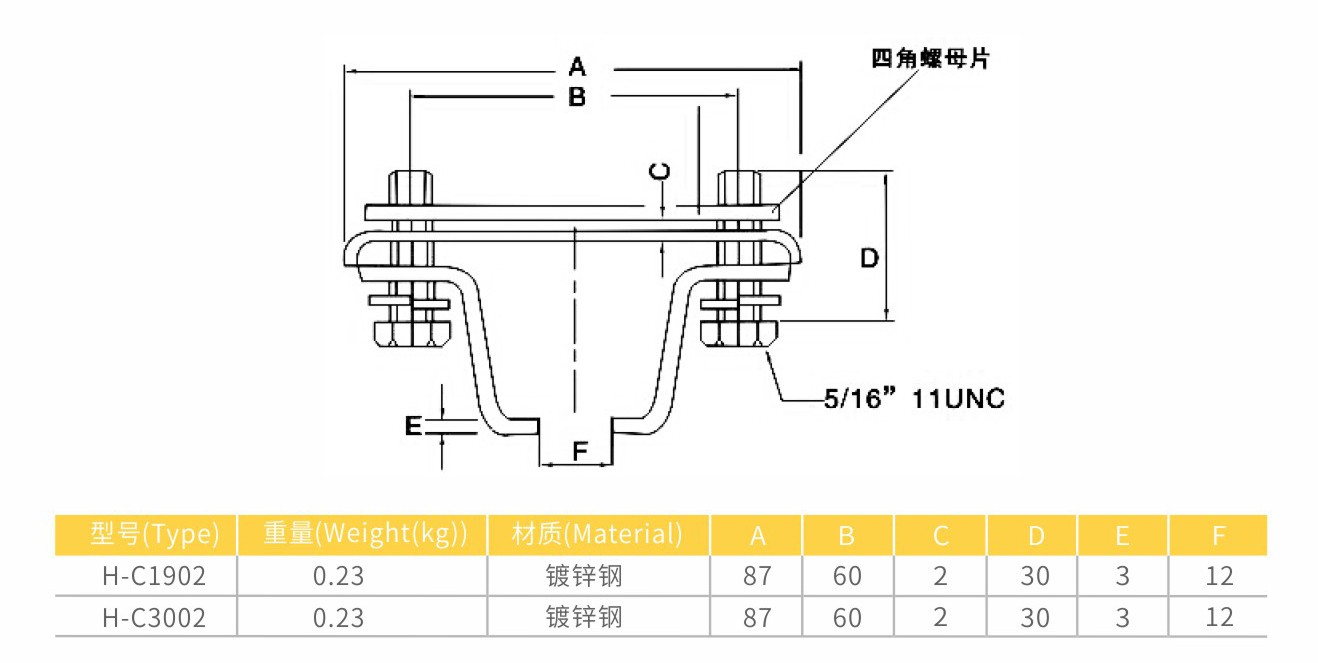 四角螺母片
A
B
C
D
5/16” 11UNC
E
F
型号(Type) 重量(Weight(kg)) 材质(Material) A B C D E F
H-C1902 0.23 镀锌钢 87 60 2 30 3 12
H-C3002 0.23 镀锌钢 87 60 2 30 3 12